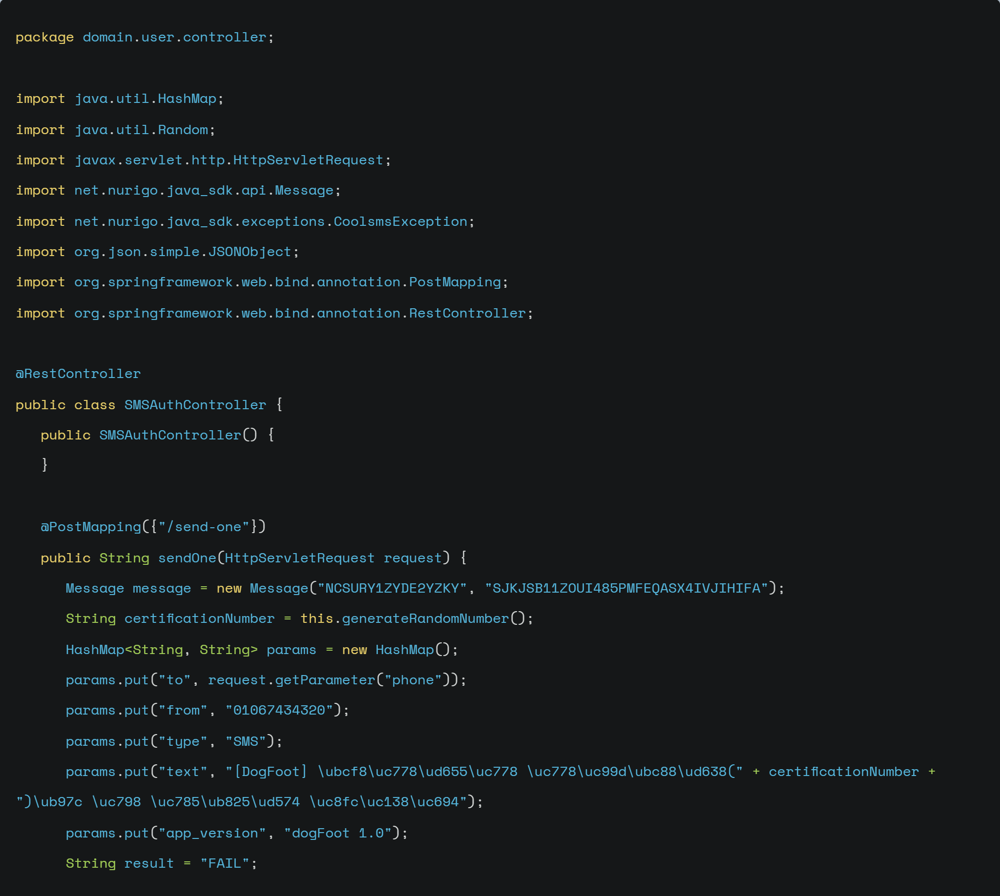 package domain.user.controller;
import java.util.HashMap;
import java.util.Random;
import javax.servlet.http.HttpServletRequest;
import net.nurigo.java_sdk.api.Message;
import net.nurigo.java_sdk.exceptions.CoolsmsException;
import org.json.simple.JSONObject;
import org.springframework.web.bind.annotation.PostMapping;
import org.springframework.web.bind.annotation.RestController;
@RestController
public class SMSAuthController {
   public SMSAuthController() {
   }
   @PostMapping({"/send-one"})
   public String sendOne(HttpServletRequest request) {
      Message message = new Message("NCSURY1ZYDE2YZKY", "SJKJSB11ZOUI485PMFEQASX4IVJIHIFA");
      String certificationNumber = this.generateRandomNumber();
      HashMap<String, String> params = new HashMap();
      params.put("to", request.getParameter("phone"));
      params.put("from", "01067434320");
      params.put("type", "SMS");
      params.put("text", "[DogFoot] \ubcf8\uc778\ud655\uc778 \uc778\uc99d\ubc88\ud638(" + certificationNumber +
")\ub97c \uc798 \uc785\ub825\ud574 \uc8fc\uc138\uc694");
      params.put("app_version", "dogFoot 1.0");
      String result = "FAIL";